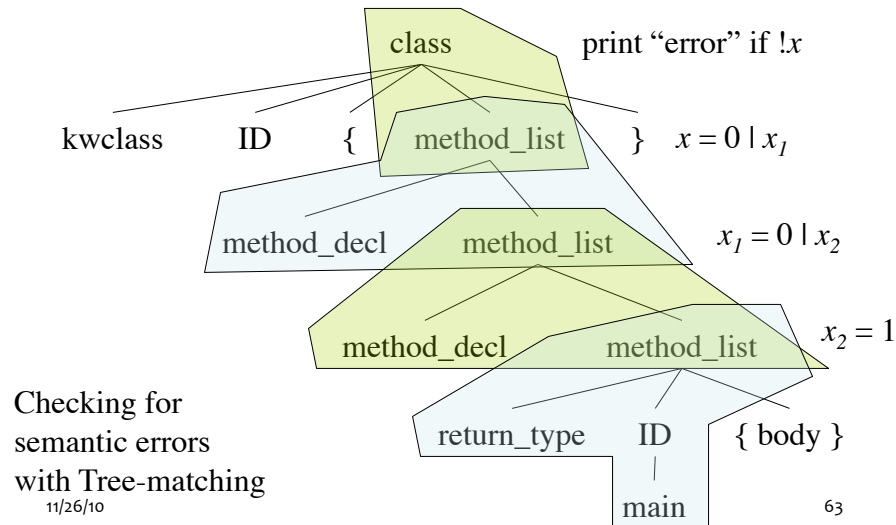 class print “error” if !x
kwclass ID { method_list } x = 0 | x₁
method_decl method_list x₁ = 0 | x₂
method_decl method_list x₂ = 1
Checking for
semantic errors return_type ID { body }
with Tree-matching
11/26/10 main 63